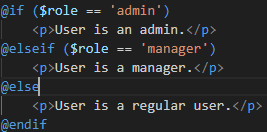 @if ($role == 'admin')
    <p>User is an admin.</p>
@elseif ($role == 'manager')
    <p>User is a manager.</p>
@else
    <p>User is a regular user.</p>
@endif